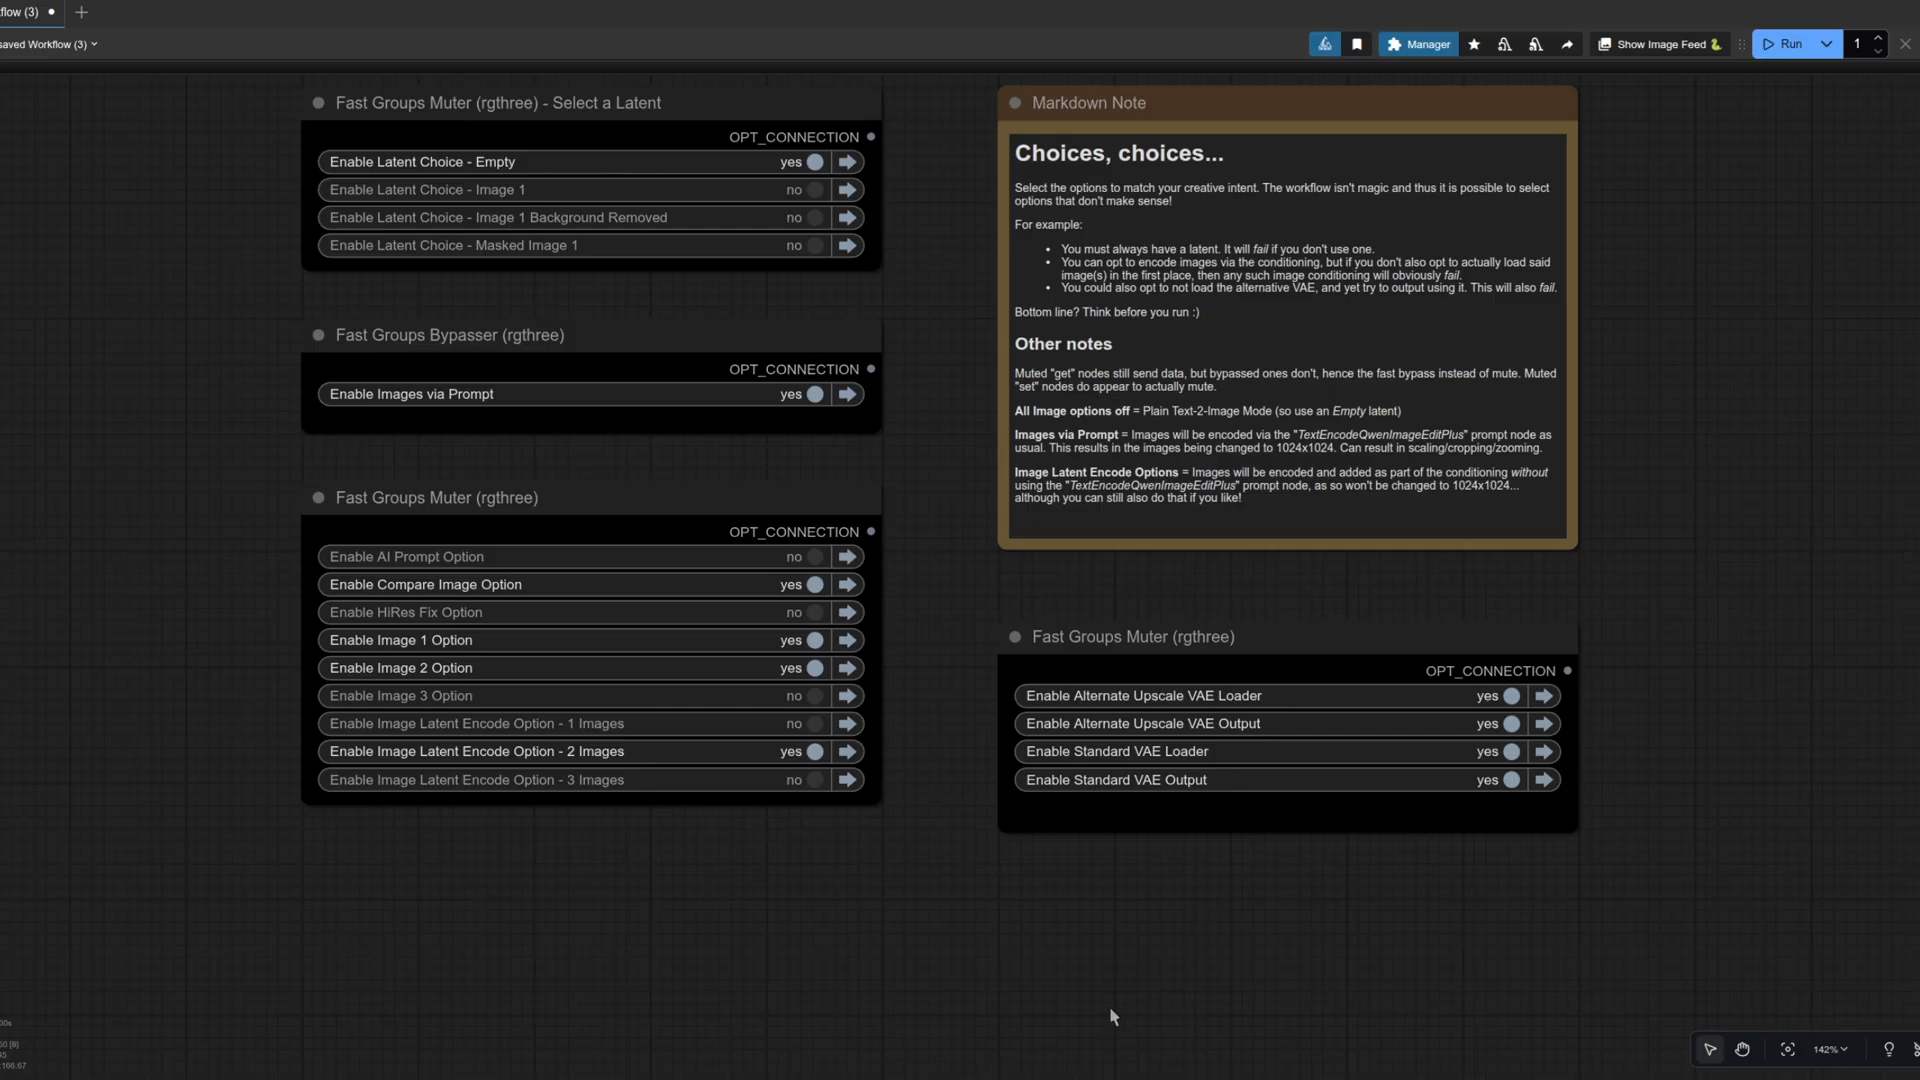 flow (3)
saved Workflow (3)
Manager
Show Image Feed
Run
1
Fast Groups Muter (rgthree) - Select a Latent
OPT_CONNECTION
Enable Latent Choice - Empty yes
Enable Latent Choice - Image 1 no
Enable Latent Choice - Image 1 Background Removed no
Enable Latent Choice - Masked Image 1 no
Fast Groups Bypasser (rgthree)
OPT_CONNECTION
Enable Images via Prompt yes
Fast Groups Muter (rgthree)
OPT_CONNECTION
Enable AI Prompt Option no
Enable Compare Image Option yes
Enable HiRes Fix Option no
Enable Image 1 Option yes
Enable Image 2 Option yes
Enable Image 3 Option no
Enable Image Latent Encode Option - 1 Images no
Enable Image Latent Encode Option - 2 Images yes
Enable Image Latent Encode Option - 3 Images no
Markdown Note
Choices, choices...
Select the options to match your creative intent. The workflow isn't magic and thus it is possible to select
options that don't make sense!
For example:
• You must always have a latent. It will fail if you don't use one.
• You can opt to encode images via the conditioning, but if you don't also opt to actually load said
image(s) in the first place, then any such image conditioning will obviously fail.
• You could also opt to not load the alternative VAE, and yet try to output using it. This will also fail.
Bottom line? Think before you run :)
Other notes
Muted "get" nodes still send data, but bypassed ones don't, hence the fast bypass instead of mute. Muted
"set" nodes do appear to actually mute.
All Image options off = Plain Text-2-Image Mode (so use an Empty latent)
Images via Prompt = Images will be encoded via the "TextEncodeQwenImageEditPlus" prompt node as
usual. This results in the images being changed to 1024x1024. Can result in scaling/cropping/zooming.
Image Latent Encode Options = Images will be encoded and added as part of the conditioning without
using the "TextEncodeQwenImageEditPlus" prompt node, as so won't be changed to 1024x1024...
although you can still also do that if you like!
Fast Groups Muter (rgthree)
OPT_CONNECTION
Enable Alternate Upscale VAE Loader yes
Enable Alternate Upscale VAE Output yes
Enable Standard VAE Loader yes
Enable Standard VAE Output yes
142%